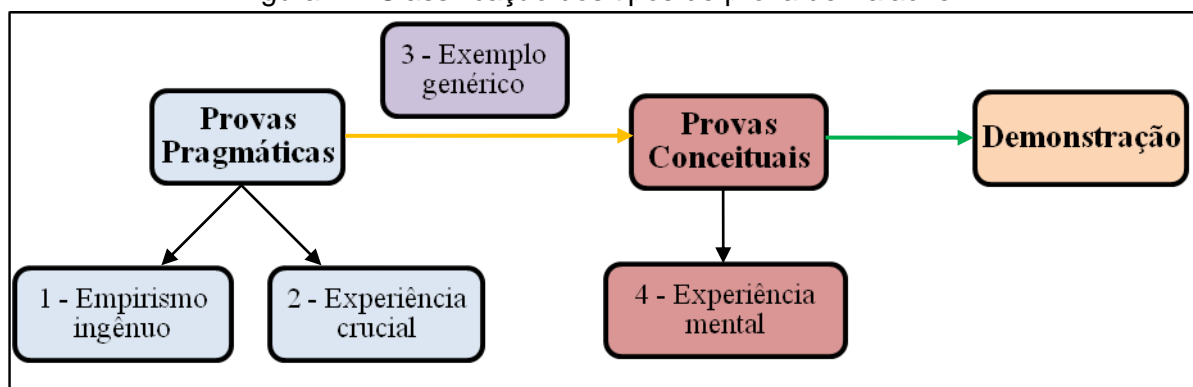 3 - Exemplo
genérico
Provas
Pragmáticas
Provas
Conceituais
Demonstração
1 - Empirismo
ingênuo
2 - Experiência
crucial
4 - Experiência
mental